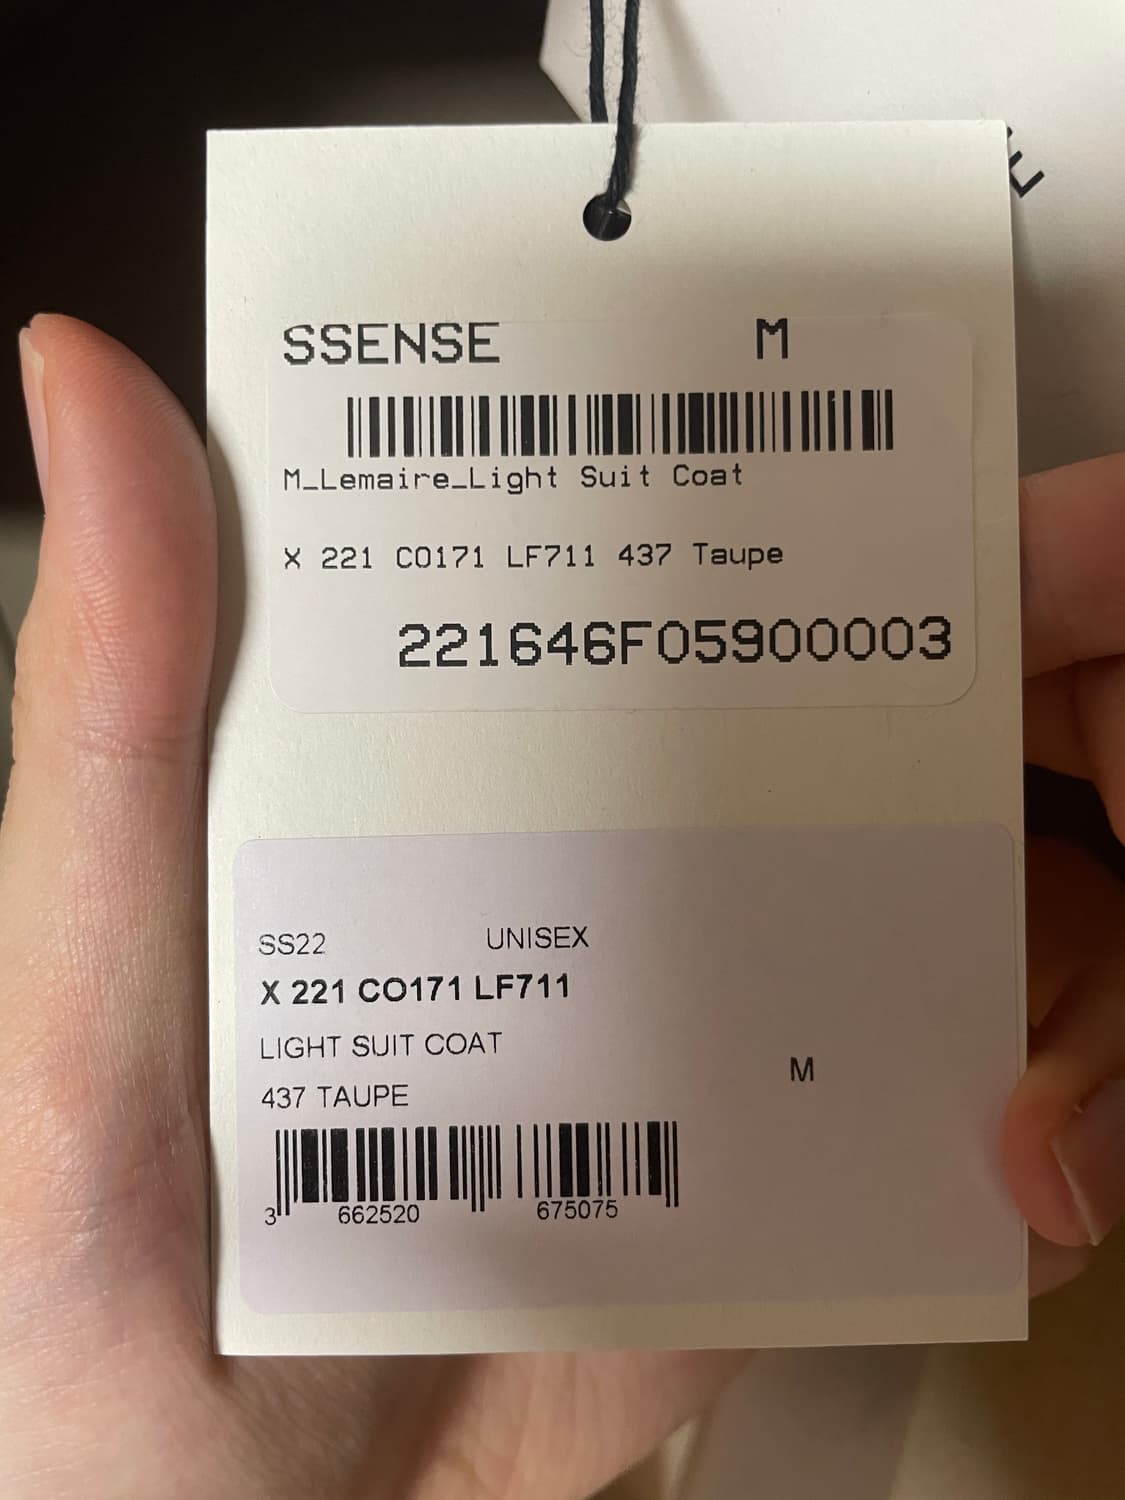 E
SSENSE M
M_Lemaire_Light Suit Coat
X 221 CO171 LF711 437 Taupe
221646F05900003
SS22 UNISEX
X 221 CO171 LF711
LIGHT SUIT COAT
M
437 TAUPE
3 662520 675075